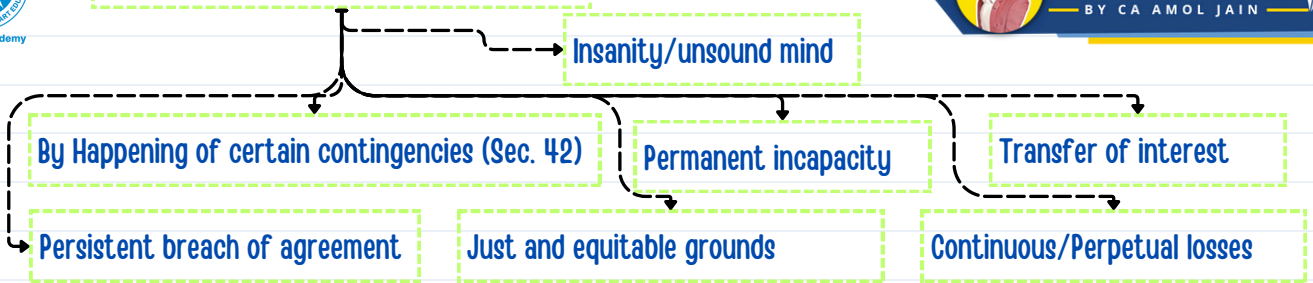 demy
BY CA AMOL JAIN
Insanity/unsound mind
By Happening of certain contingencies (Sec. 42)
Permanent incapacity
Transfer of interest
Persistent breach of agreement
Just and equitable grounds
Continuous/Perpetual losses